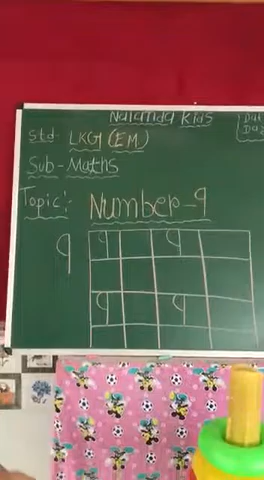 Nalanda Kids
Std- LKG (EM)
Sub- Maths
Topic:- Number-9
9 9 9
9 9